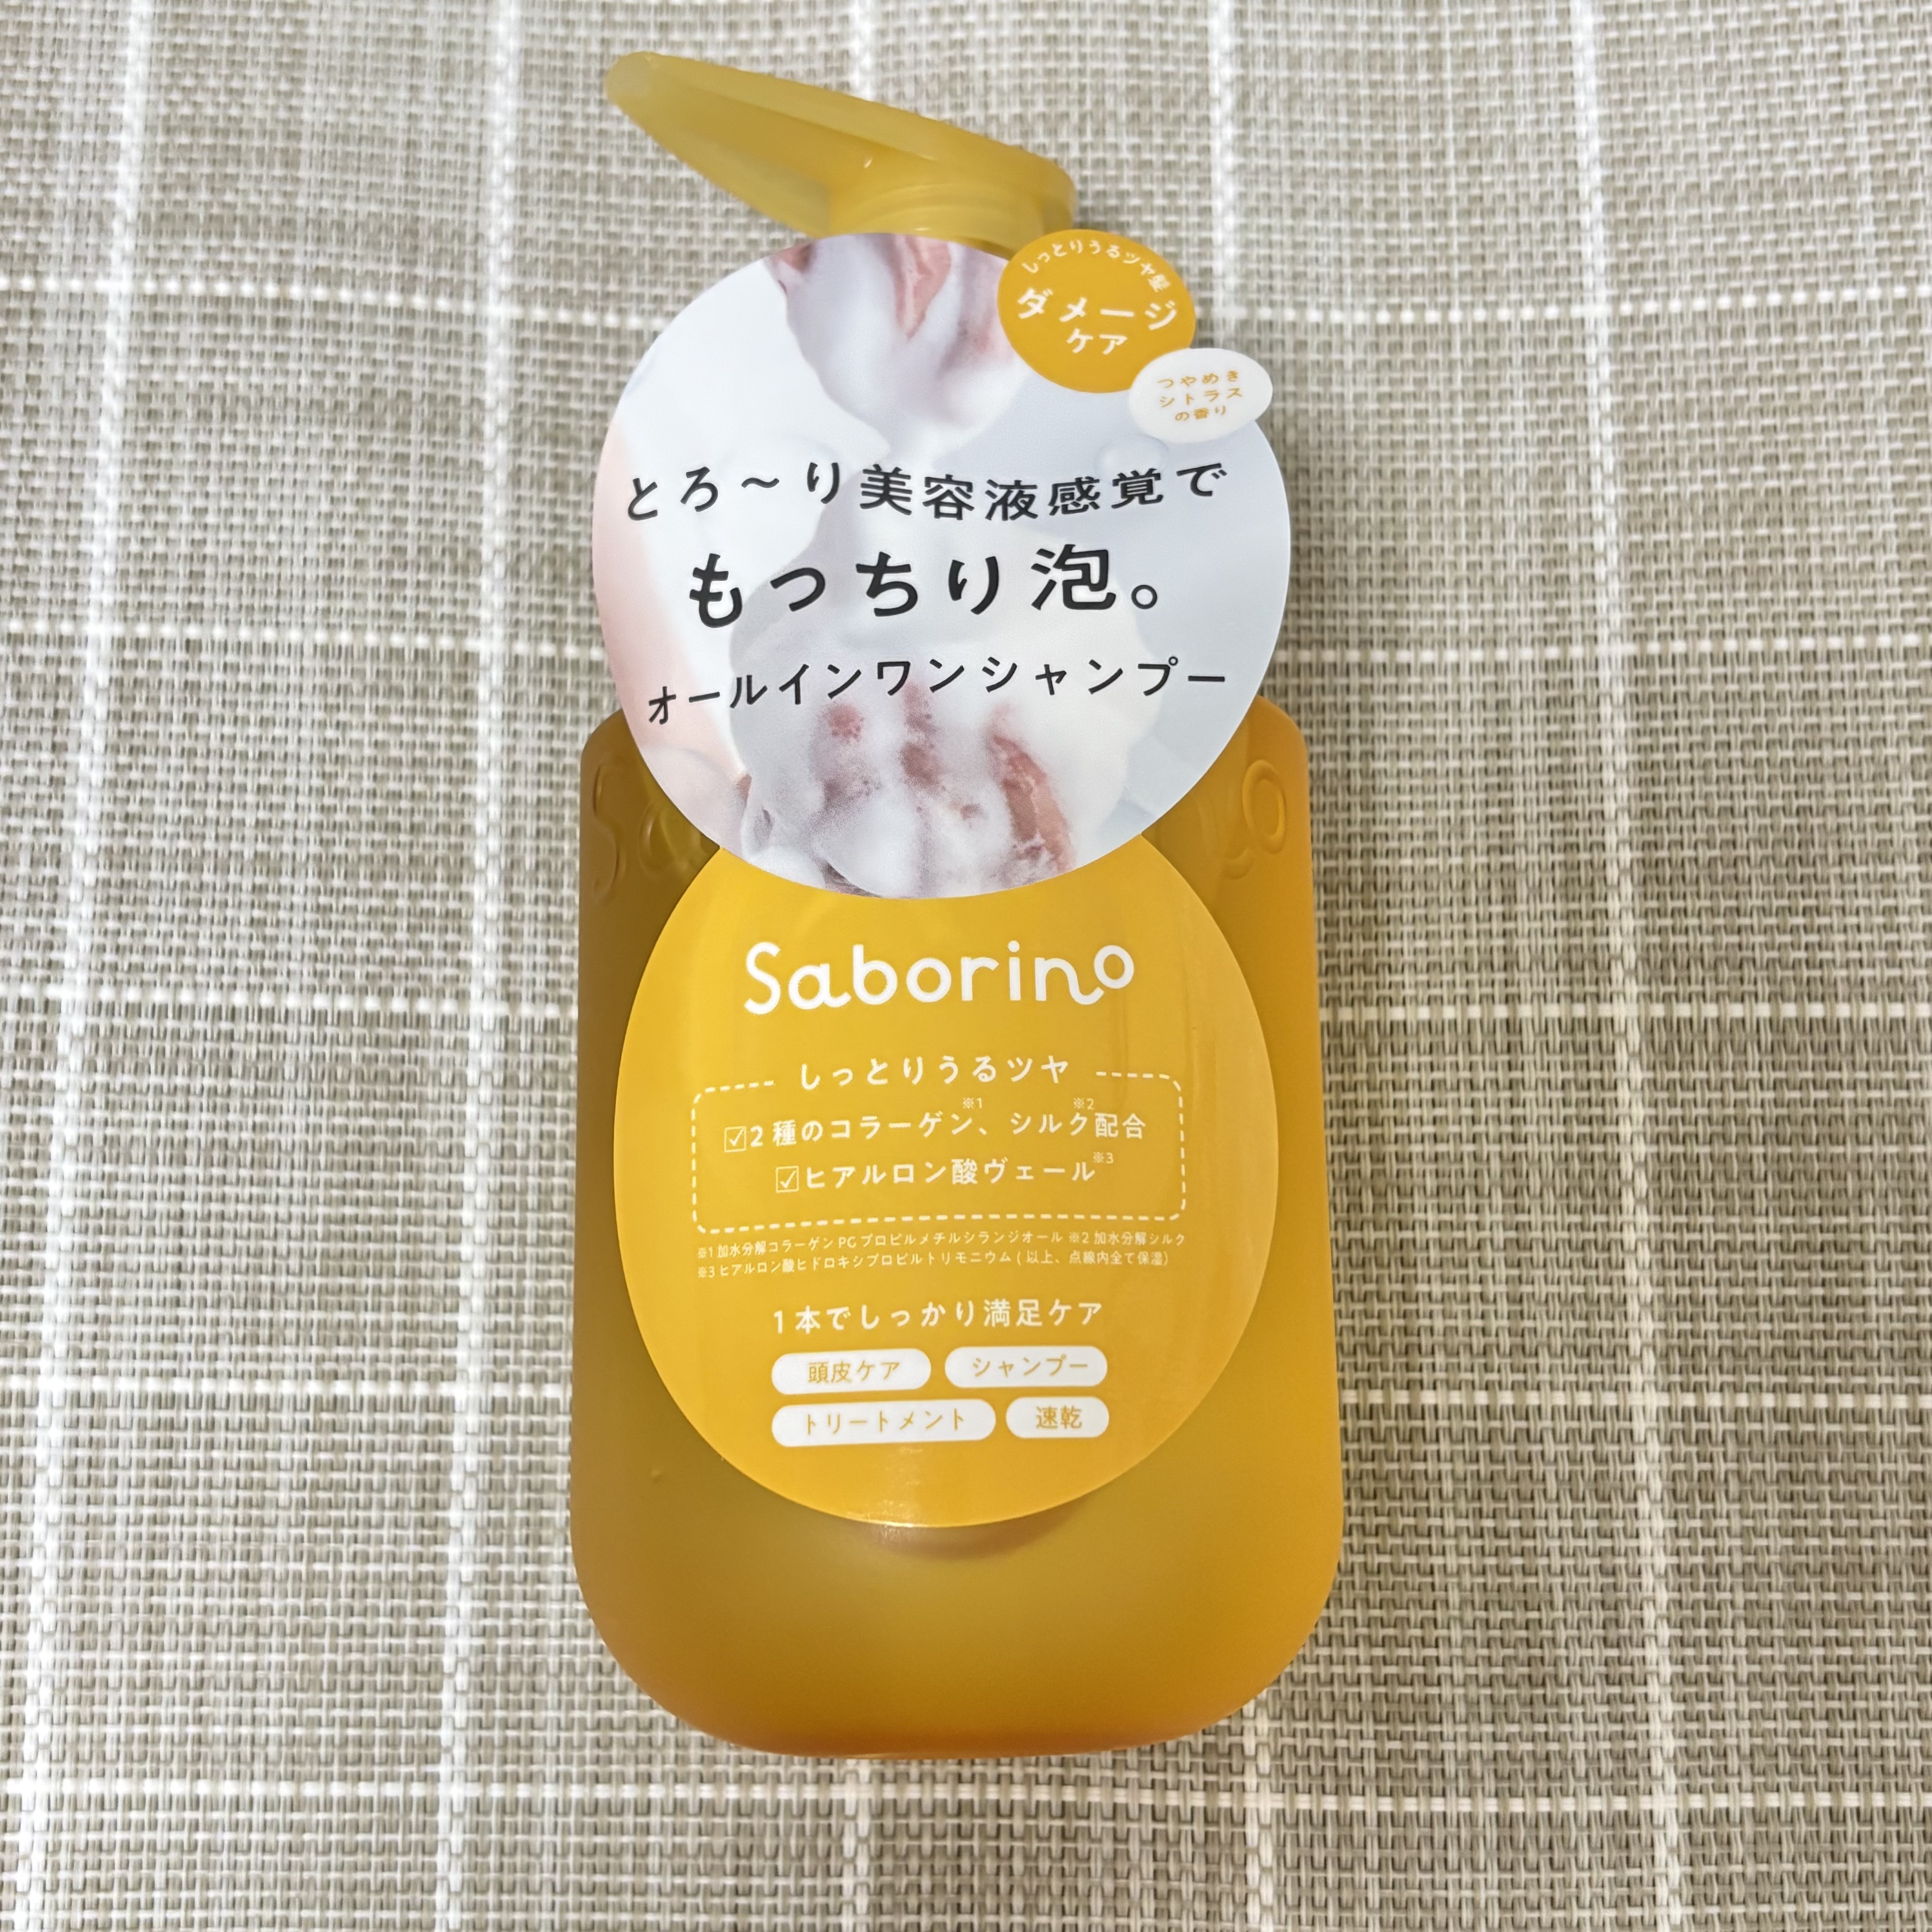 しっとりうるツヤ髪
ダメージ
ケア
つやめき
シトラス
の香り
とろ〜り美容液感覚で
もっちり泡。
オールインワンシャンプー
Saborino
しっとりうるツヤ
☑2種のコラーゲン※1、シルク※2配合
☑ヒアルロン酸ヴェール※3
※1 加水分解コラーゲン PG プロピルメチルシランジオール ※2 加水分解シルク
※3 ヒアルロン酸ヒドロキシプロピルトリモニウム ( 以上、点線内全て保湿)
1本でしっかり満足ケア
頭皮ケア シャンプー
トリートメント 速乾